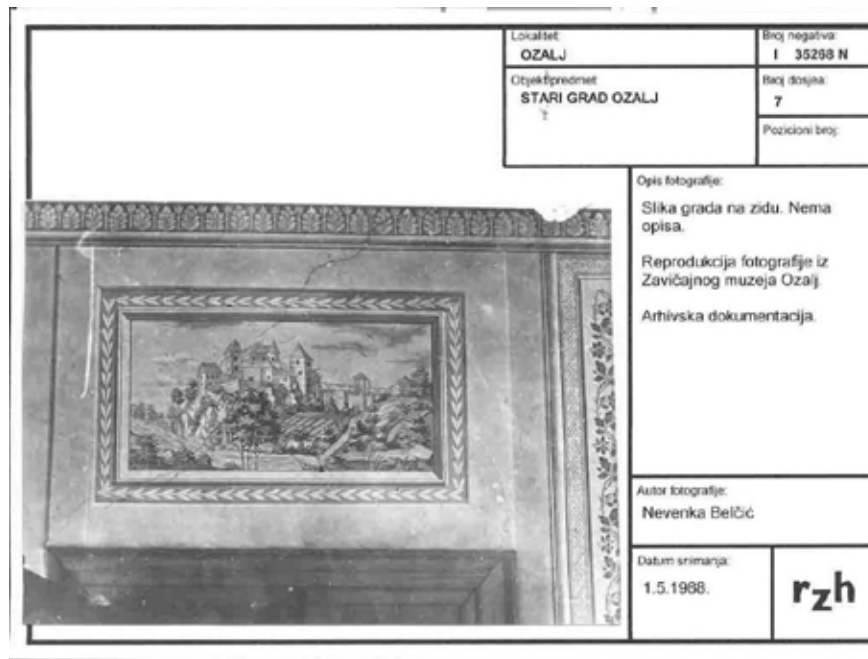 Lokalitet:
OZALJ
Broj negativa:
I 35268 N
Objekt/predmet:
STARI GRAD OZALJ
Broj dosjea:
7
Pozicioni broj:
Opis fotografije:
Slika grada na zidu. Nema
opisa.
Reprodukcija fotografije iz
Zavičajnog muzeja Ozalj.
Arhivska dokumentacija.
Autor fotografije:
Nevenka Belčić
Datum snimanja:
1.5.1988.
rzh